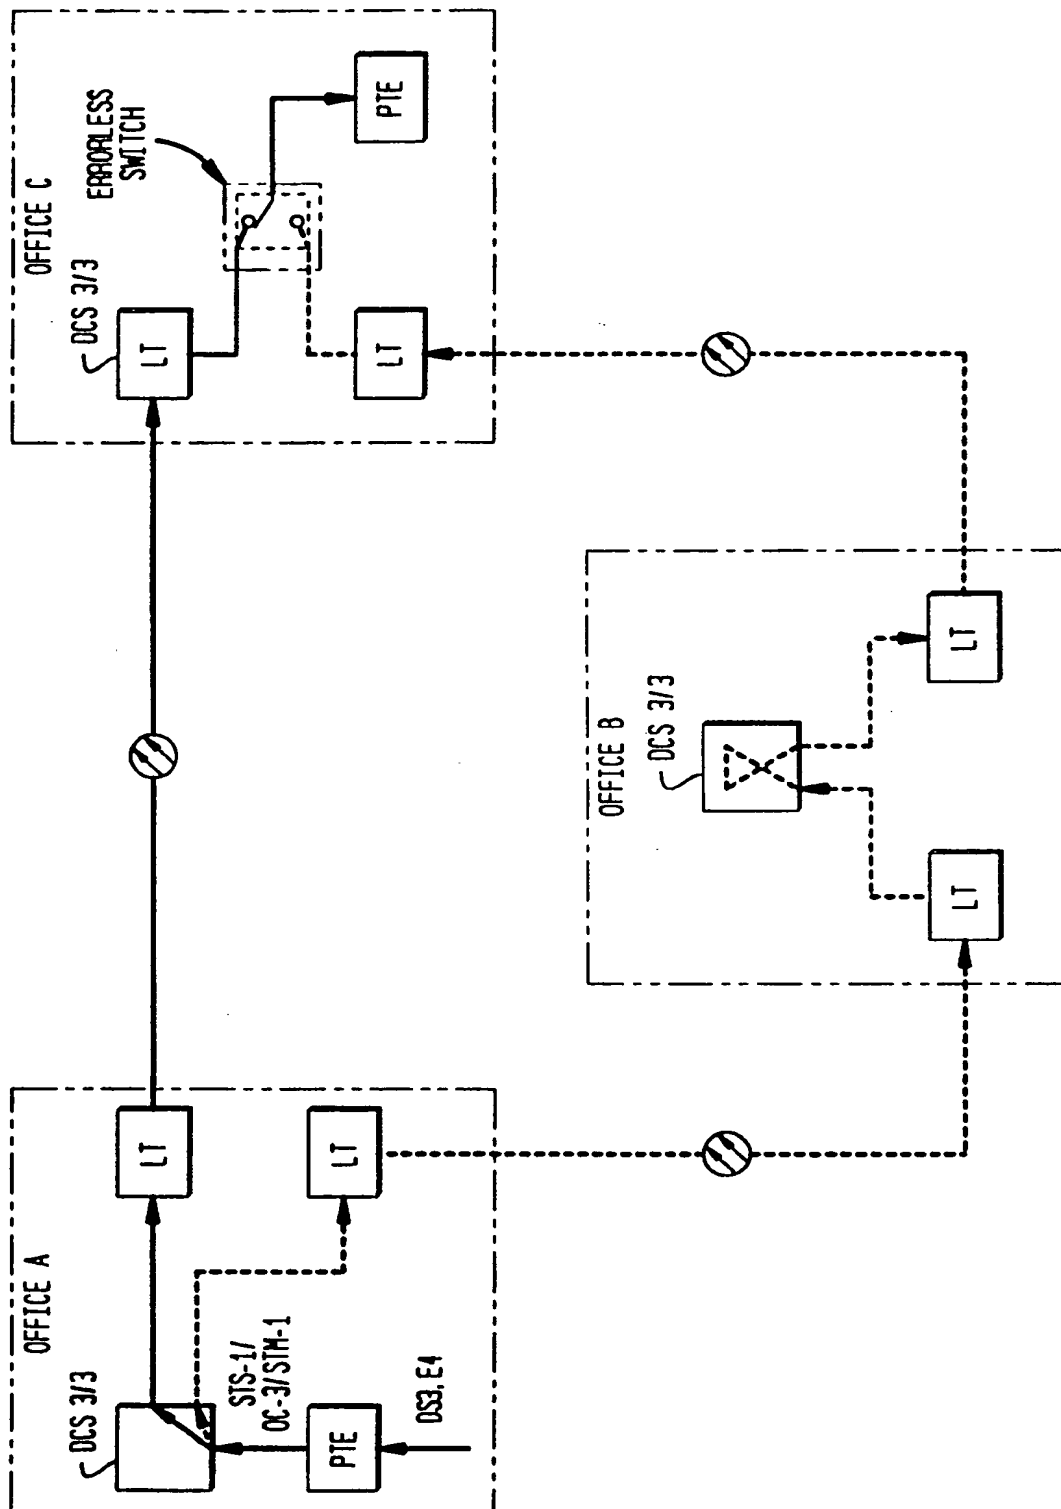 OFFICE A
DCS 3/3
LT
LT
STS-1/
OC-3/STM-1
PTE
DS3, E4
OFFICE B
DCS 3/3
LT
LT
OFFICE C
DCS 3/3
LT
LT
ERRORLESS
SWITCH
PTE